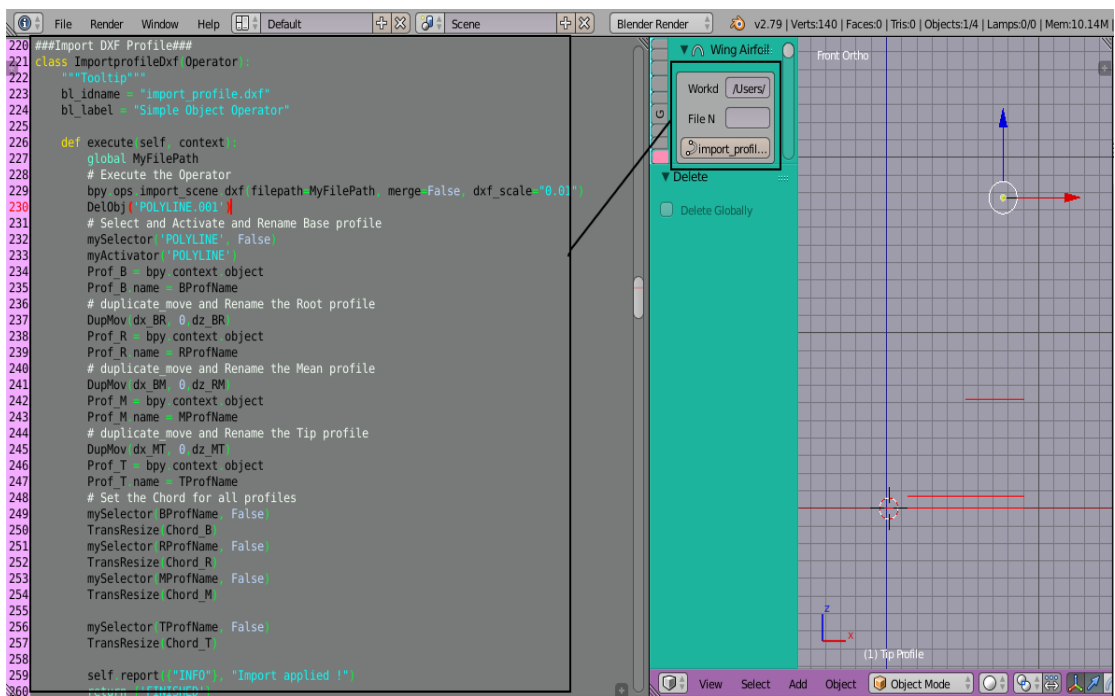 File Render Window Help Default Scene Blender Render v2.79 | Verts:140 | Faces:0 | Tris:0 | Objects:1/4 | Lamps:0/0 | Mem:10.14M |
220 ###Import DXF Profile###
221 class ImportprofileDxf(Operator):
222 """Tooltip"""
223 bl_idname = "import_profile.dxf"
224 bl_label = "Simple Object Operator"
225
226 def execute(self, context):
227 global MyFilePath
228 # Execute the Operator
229 bpy.ops.import_scene.dxf(filepath=MyFilePath, merge=False, dxf_scale="0.01")
230 DelObj('POLYLINE.001')
231 # Select and Activate and Rename Base profile
232 mySelector('POLYLINE', False)
233 myActivator('POLYLINE')
234 Prof_B = bpy.context.object
235 Prof_B.name = BProfName
236 # duplicate_move and Rename the Root profile
237 DupMov(dx_BR, 0,dz_BR)
238 Prof_R = bpy.context.object
239 Prof_R.name = RProfName
240 # duplicate_move and Rename the Mean profile
241 DupMov(dx_BM, 0,dz_RM)
242 Prof_M = bpy.context.object
243 Prof_M.name = MProfName
244 # duplicate_move and Rename the Tip profile
245 DupMov(dx_MT, 0,dz_MT)
246 Prof_T = bpy.context.object
247 Prof_T.name = TProfName
248 # Set the Chord for all profiles
249 mySelector(BProfName, False)
250 TransResize(Chord_B)
251 mySelector(RProfName, False)
252 TransResize(Chord_R)
253 mySelector(MProfName, False)
254 TransResize(Chord_M)
255
256 mySelector(TProfName, False)
257 TransResize(Chord_T)
258
259 self.report({"INFO"}, "Import applied !")
260 return {'FINISHED'}
Wing Airfoil
Workd /Users/
File N
import_profil...
G
Delete
Delete Globally
Front Ortho
z
x
(1) Tip Profile
View Select Add Object Object Mode